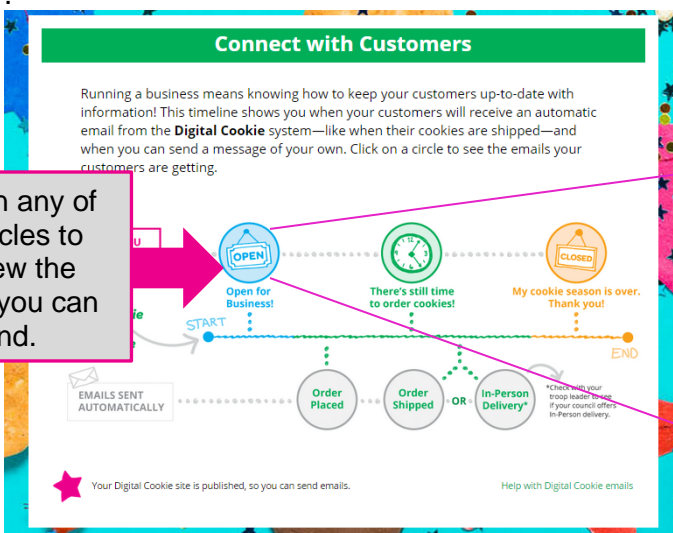 Connect with Customers
Running a business means knowing how to keep your customers up-to-date with
information! This timeline shows you when your customers will receive an automatic
email from the Digital Cookie system—like when their cookies are shipped—and
when you can send a message of your own. Click on a circle to see the emails your
customers are getting.
any of
to
the
you can
U
OPEN
CLOSED
Open for
Business!
There's still time
to order cookies!
My cookie season is over.
Thank you!
START
END
EMAILS SENT
AUTOMATICALLY
Order
Placed
Order
Shipped
OR
In-Person
Delivery*
*Check with your
troop leader to see
if your council offers
In-Person delivery.
Your Digital Cookie site is published, so you can send emails.
Help with Digital Cookie emails